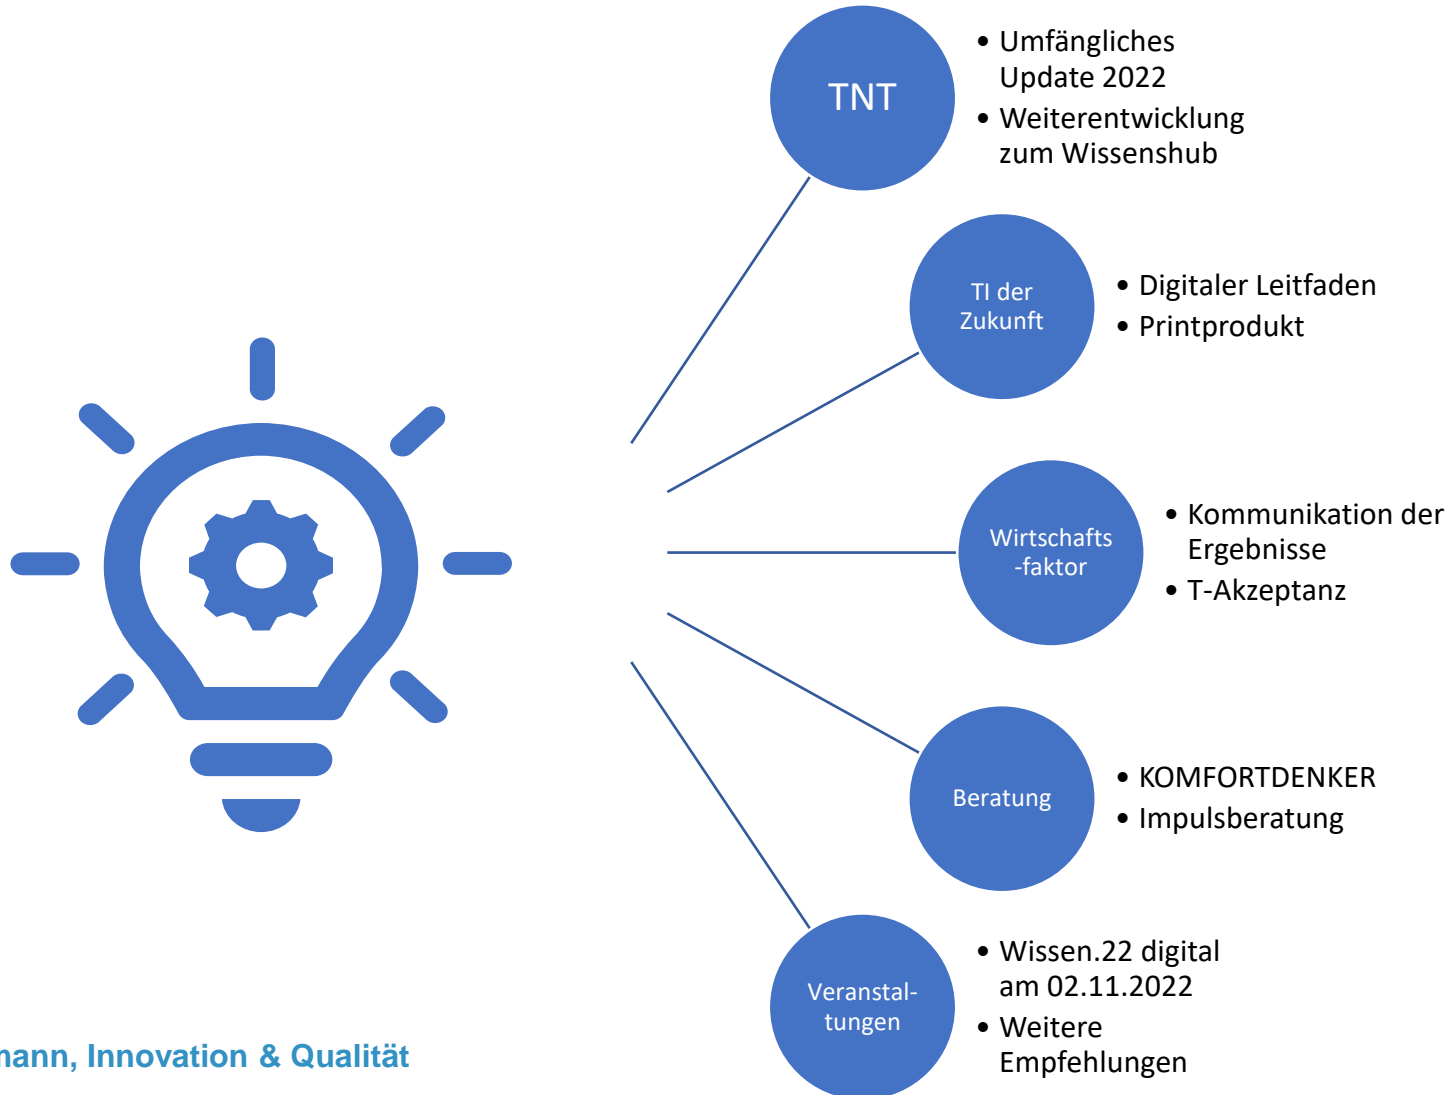 TNT
• Umfängliches
Update 2022
• Weiterentwicklung
zum Wissenshub
TI der
Zukunft
• Digitaler Leitfaden
• Printprodukt
Wirtschafts
-faktor
• Kommunikation der
Ergebnisse
• T-Akzeptanz
Beratung
• KOMFORTDENKER
• Impulsberatung
Veranstal-
tungen
• Wissen.22 digital
am 02.11.2022
• Weitere
Empfehlungen
mann, Innovation & Qualität